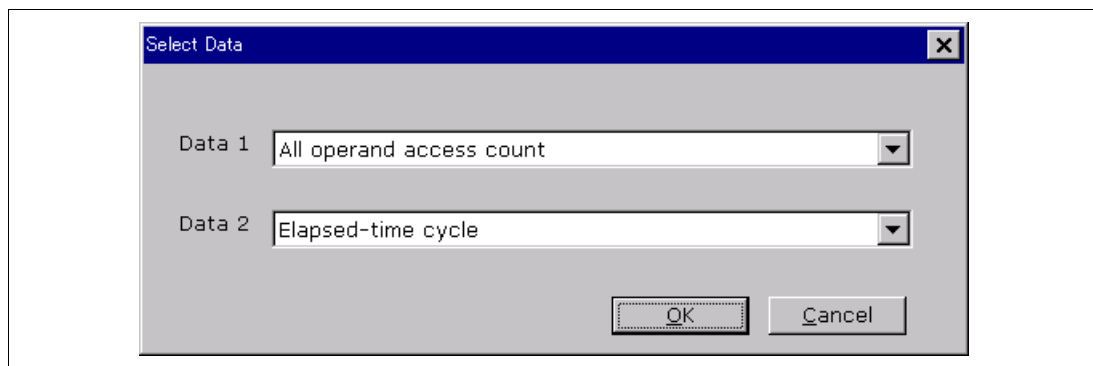 Select Data
Data 1 All operand access count
Data 2 Elapsed-time cycle
OK Cancel